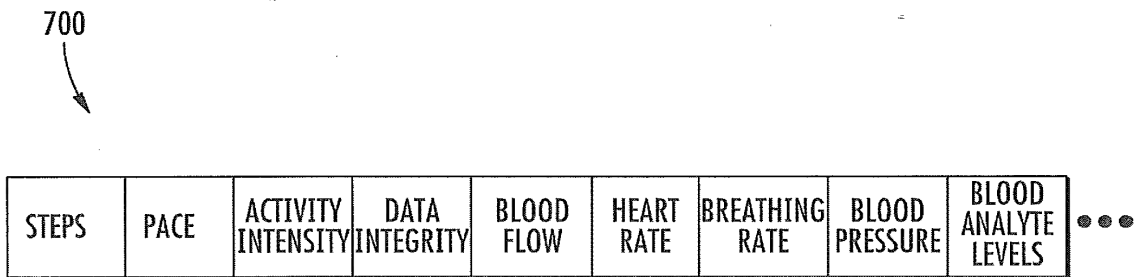 700
STEPS
PACE
ACTIVITY
INTENSITY
DATA
INTEGRITY
BLOOD
FLOW
HEART
RATE
BREATHING
RATE
BLOOD
PRESSURE
BLOOD
ANALYTE
LEVELS